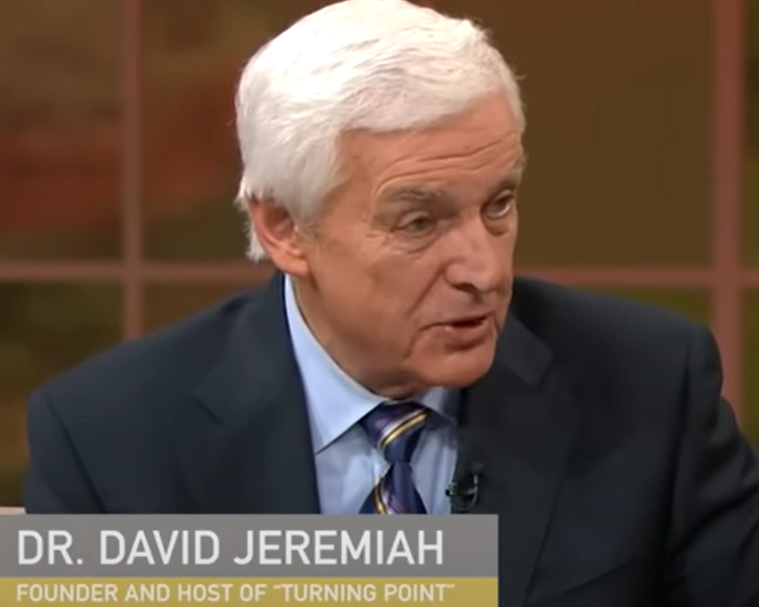 DR. DAVID JEREMIAH
FOUNDER AND HOST OF "TURNING POINT"